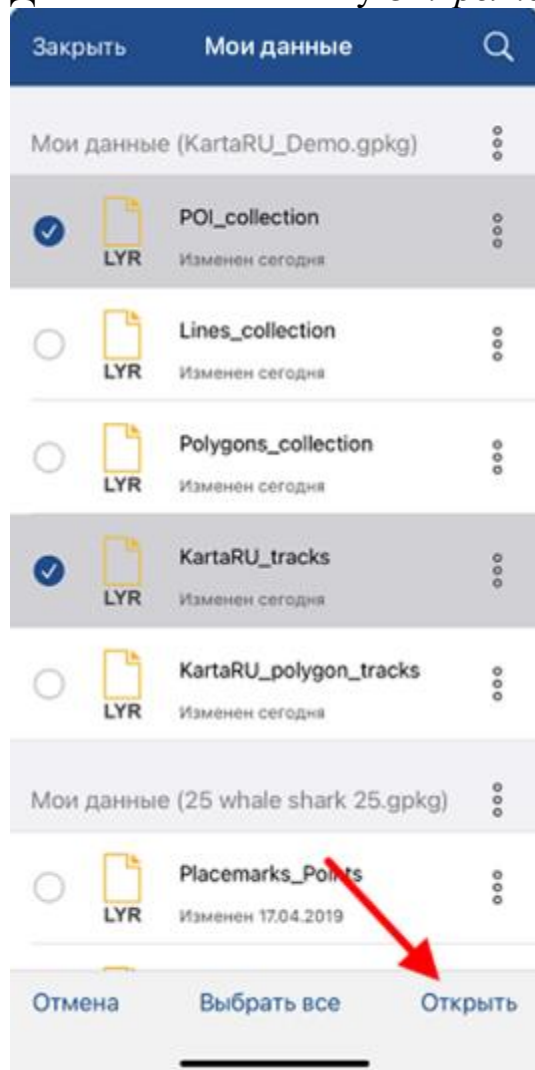 Закрыть Мои данные
Мои данные (KartaRU_Demo.gpkg)
POI_collection
LYR Изменен сегодня
Lines_collection
LYR Изменен сегодня
Polygons_collection
LYR Изменен сегодня
KartaRU_tracks
LYR Изменен сегодня
KartaRU_polygon_tracks
LYR Изменен сегодня
Мои данные (25 whale shark 25.gpkg)
Placemarks_Points
LYR Изменен 17.04.2019
Отмена Выбрать все Открыть